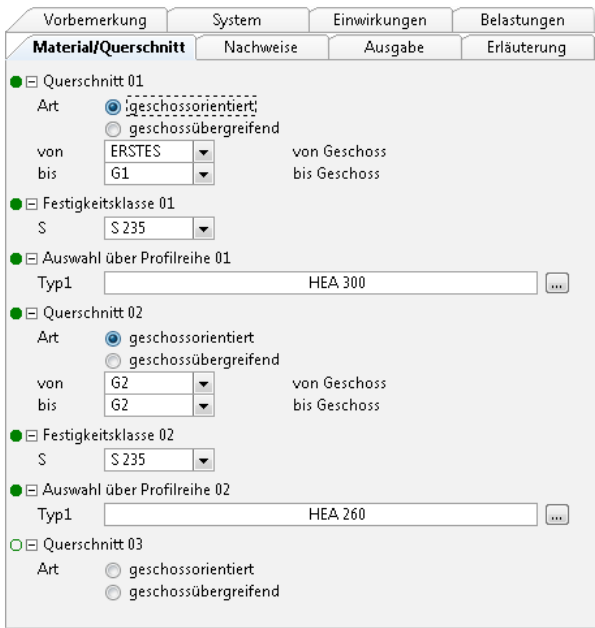 Vorbemerkung System Einwirkungen Belastungen
Material/Querschnitt Nachweise Ausgabe Erläuterung
Querschnitt 01
Art geschossorientiert
geschossübergreifend
von ERSTES von Geschoss
bis G1 bis Geschoss
Festigkeitsklasse 01
S S 235
Auswahl über Profilreihe 01
Typ1 HEA 300 ...
Querschnitt 02
Art geschossorientiert
geschossübergreifend
von G2 von Geschoss
bis G2 bis Geschoss
Festigkeitsklasse 02
S S 235
Auswahl über Profilreihe 02
Typ1 HEA 260 ...
Querschnitt 03
Art geschossorientiert
geschossübergreifend